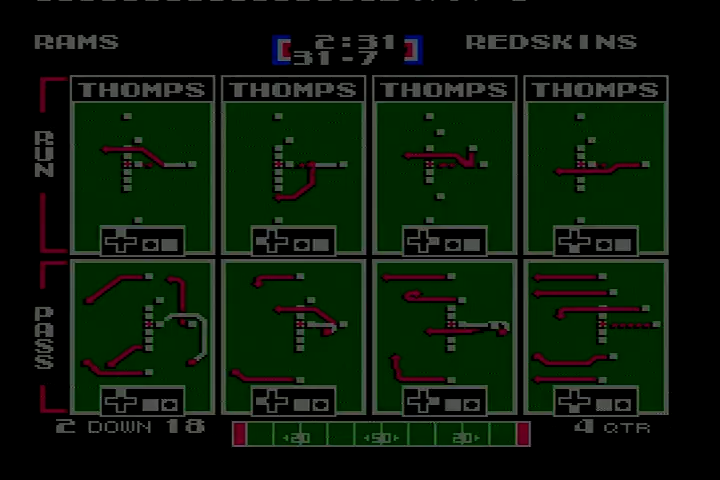 RAMS 2:31 REDSKINS
31-7
THOMPS THOMPS THOMPS THOMPS
RUN
PASS
2 DOWN 18 4 QTR
20 50 20